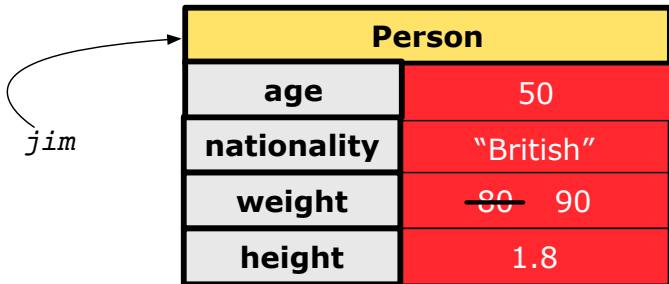 Person
age 50
jim
nationality “British”
weight 80 90
height 1.8